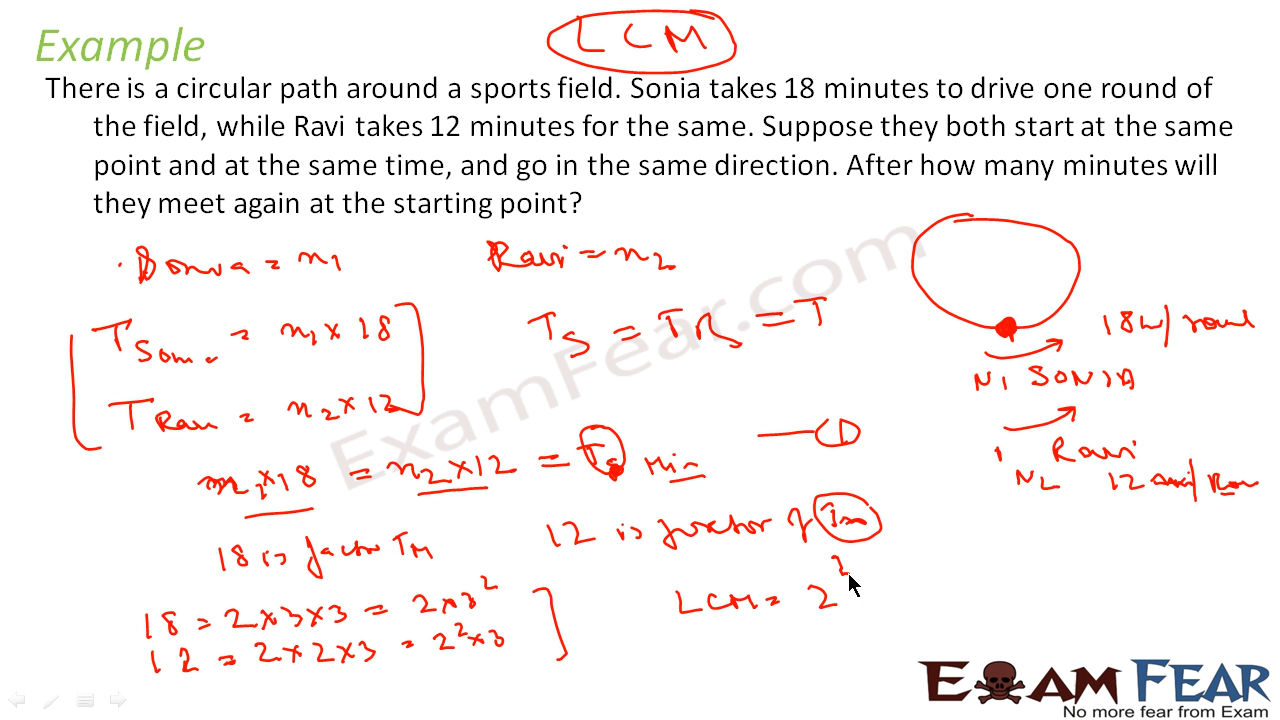 Example
LCM
There is a circular path around a sports field. Sonia takes 18 minutes to drive one round of
the field, while Ravi takes 12 minutes for the same. Suppose they both start at the same
point and at the same time, and go in the same direction. After how many minutes will
they meet again at the starting point?
Sonia = n1
Ravi = n2
T Sonia = n1 × 18
T Ravi = n2 × 12
TS = TR = T
18 / round
N1 SONIA
Ravi
N2 12 /
n1 × 18 = n2 × 12 = T Min
1
18 is factor TM
12 is factor of Tm
18 = 2×3×3 = 2×3²
12 = 2×2×3 = 2²×3
LCM = 2²
ExamFear.com
EXAM FEAR
No more fear from Exam